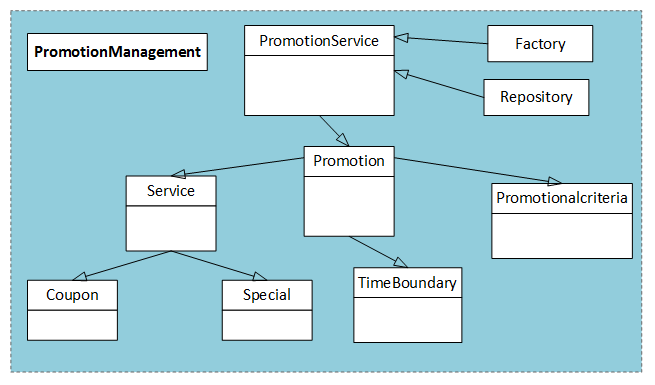 PromotionManagement
PromotionService
Factory
Repository
Promotion
Service
Promotionalcriteria
Coupon
Special
TimeBoundary